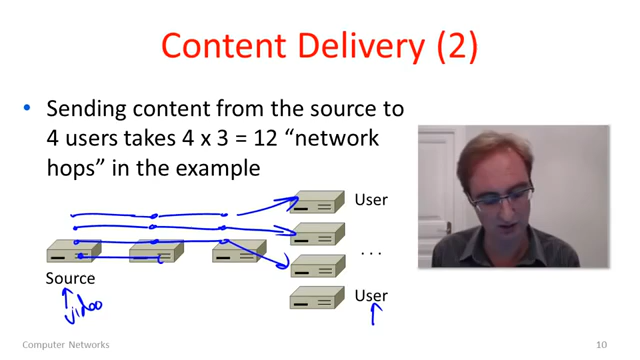 Content Delivery (2)
• Sending content from the source to
4 users takes 4 x 3 = 12 “network
hops” in the example
User
. . .
Source
User
video
Computer Networks
10